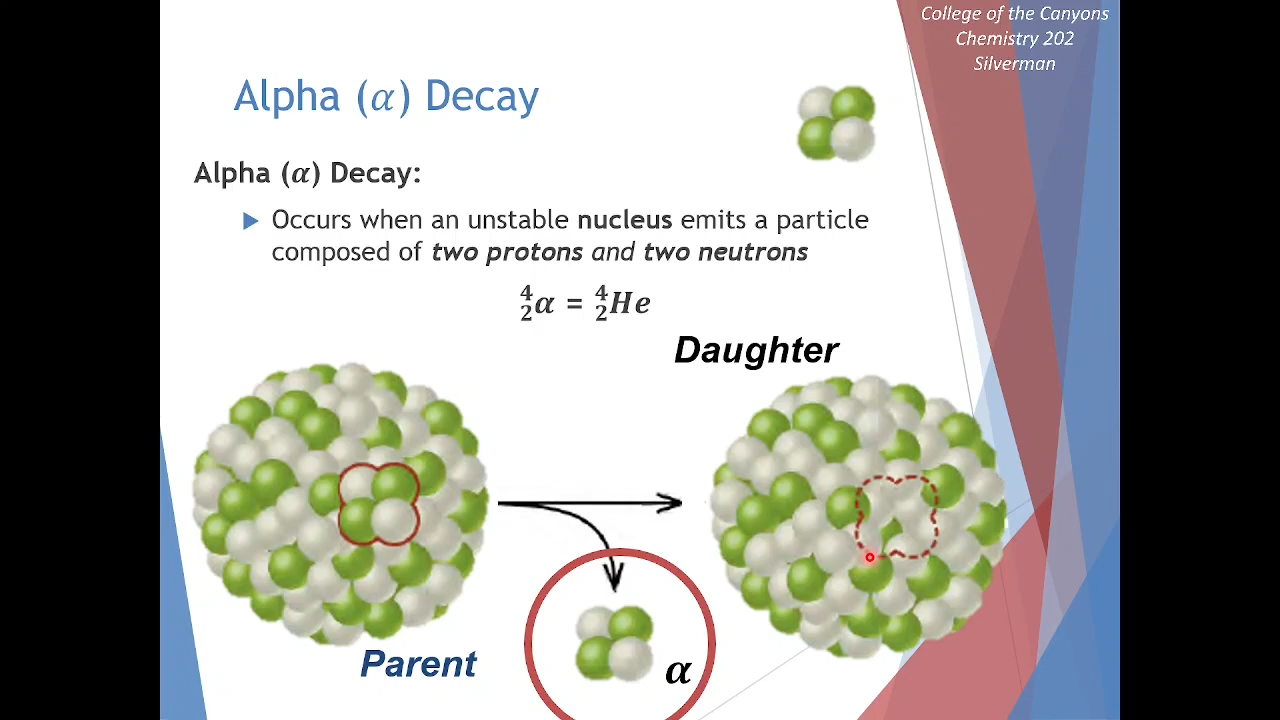 College of the Canyons
Chemistry 202
Silverman
Alpha (α) Decay
Alpha (α) Decay:
Occurs when an unstable nucleus emits a particle
composed of two protons and two neutrons
⁴₂α = ⁴₂He
Daughter
Parent
α